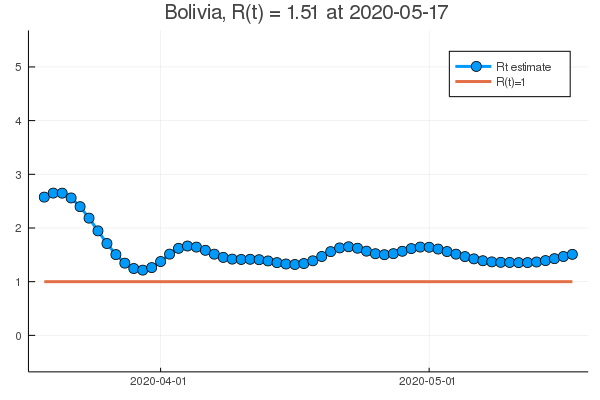 Bolivia, R(t) = 1.51 at 2020-05-17
5
4
3
2
1
0
Rt estimate
R(t)=1
2020-04-01
2020-05-01